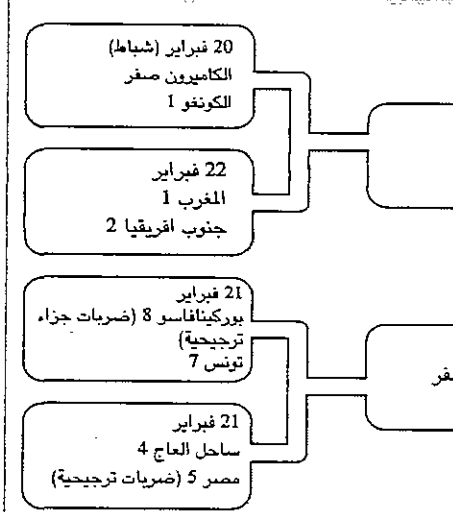 20 فبراير (شباط)
الكاميرون صفر
الكونغو 1
22 فبراير
المغرب 1
جنوب افريقيا 2
21 فبراير
بوركينافاسو 8 (ضربات جزاء
ترجيحية)
تونس 7
21 فبراير
ساحل العاج 4
مصر 5 (ضربات ترجيحية)